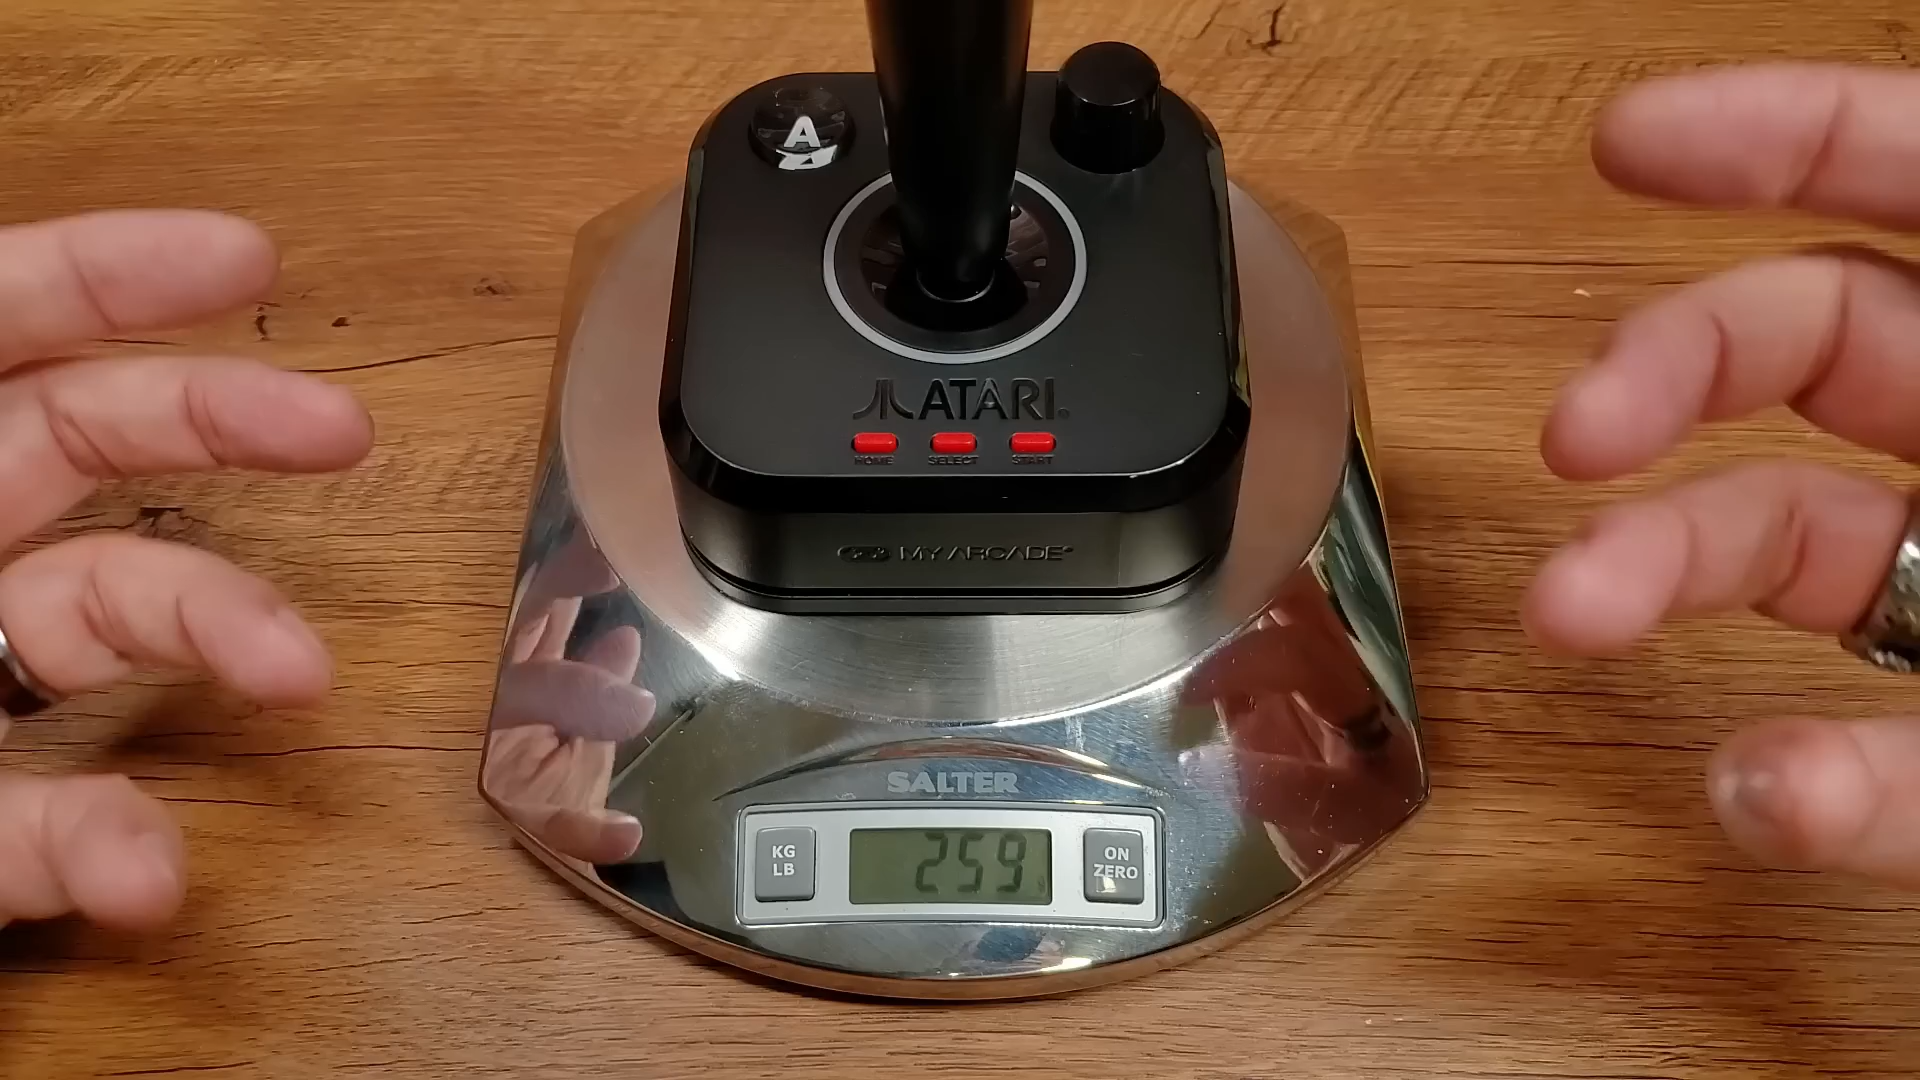 A
ATARI
HOME SELECT START
MY ARCADE®
SALTER
KG
LB
259
ON
ZERO